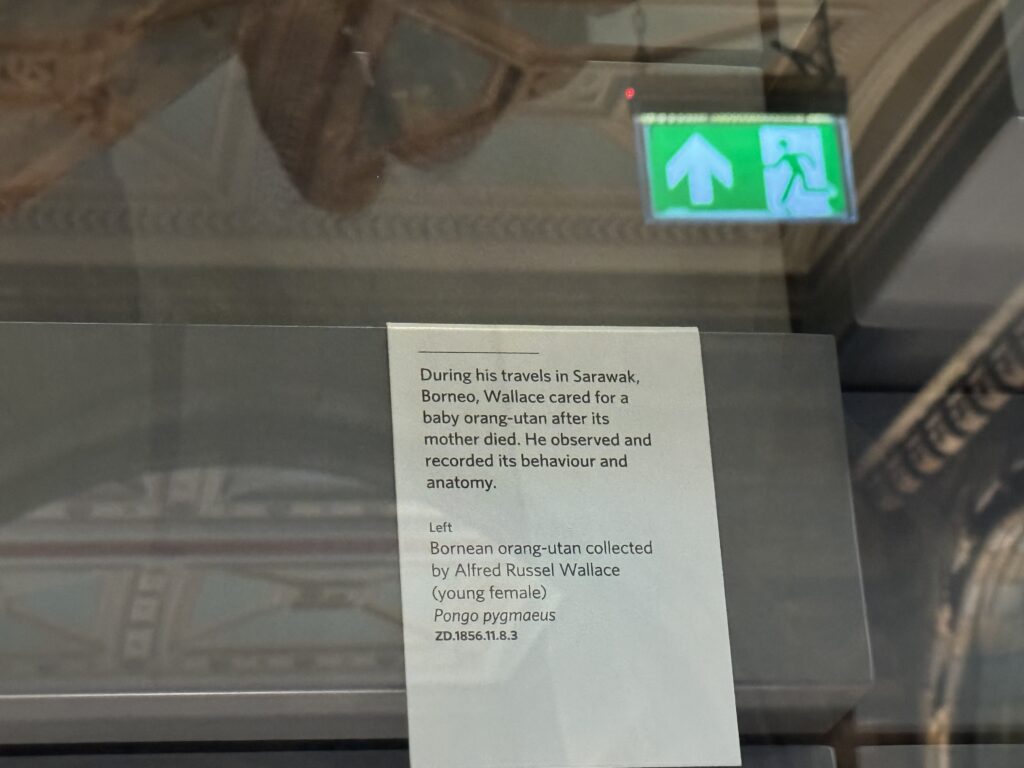 During his travels in Sarawak,
Borneo, Wallace cared for a
baby orang-utan after its
mother died. He observed and
recorded its behaviour and
anatomy.
Left
Bornean orang-utan collected
by Alfred Russel Wallace
(young female)
Pongo pygmaeus
ZD.1856.11.8.3